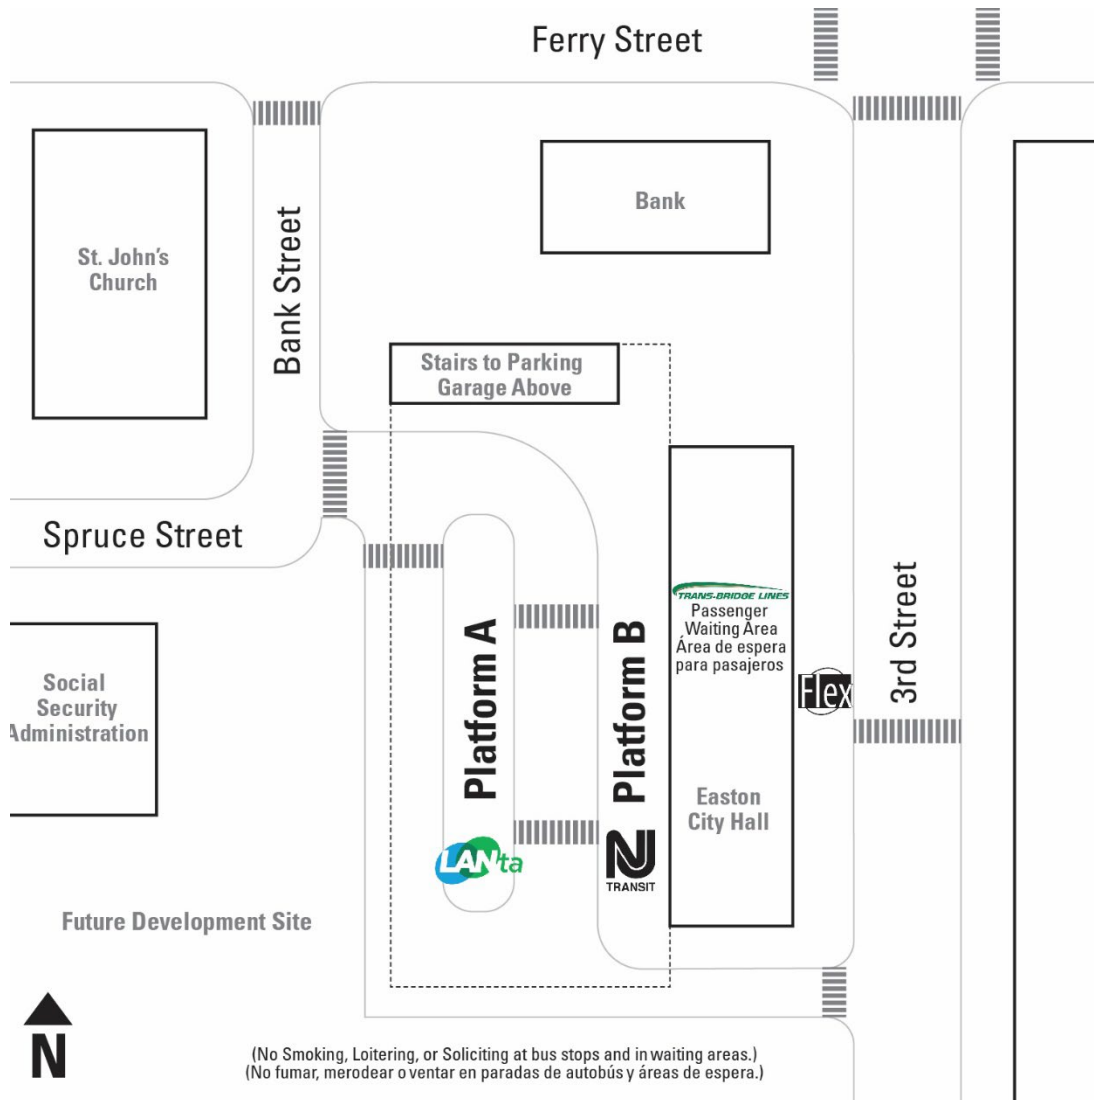 Ferry Street
Bank
St. John's
Church
Bank Street
Stairs to Parking
Garage Above
Spruce Street
TRANS-BRIDGE LINES
Passenger
Waiting Area
Área de espera
para pasajeros
3rd Street
Platform A
Platform B
Social
Security
Administration
Flex
Easton
City Hall
LANta
TRANSIT
Future Development Site
N
(No Smoking, Loitering, or Soliciting at bus stops and in waiting areas.)
(No fumar, merodear o ventar en paradas de autobús y áreas de espera.)